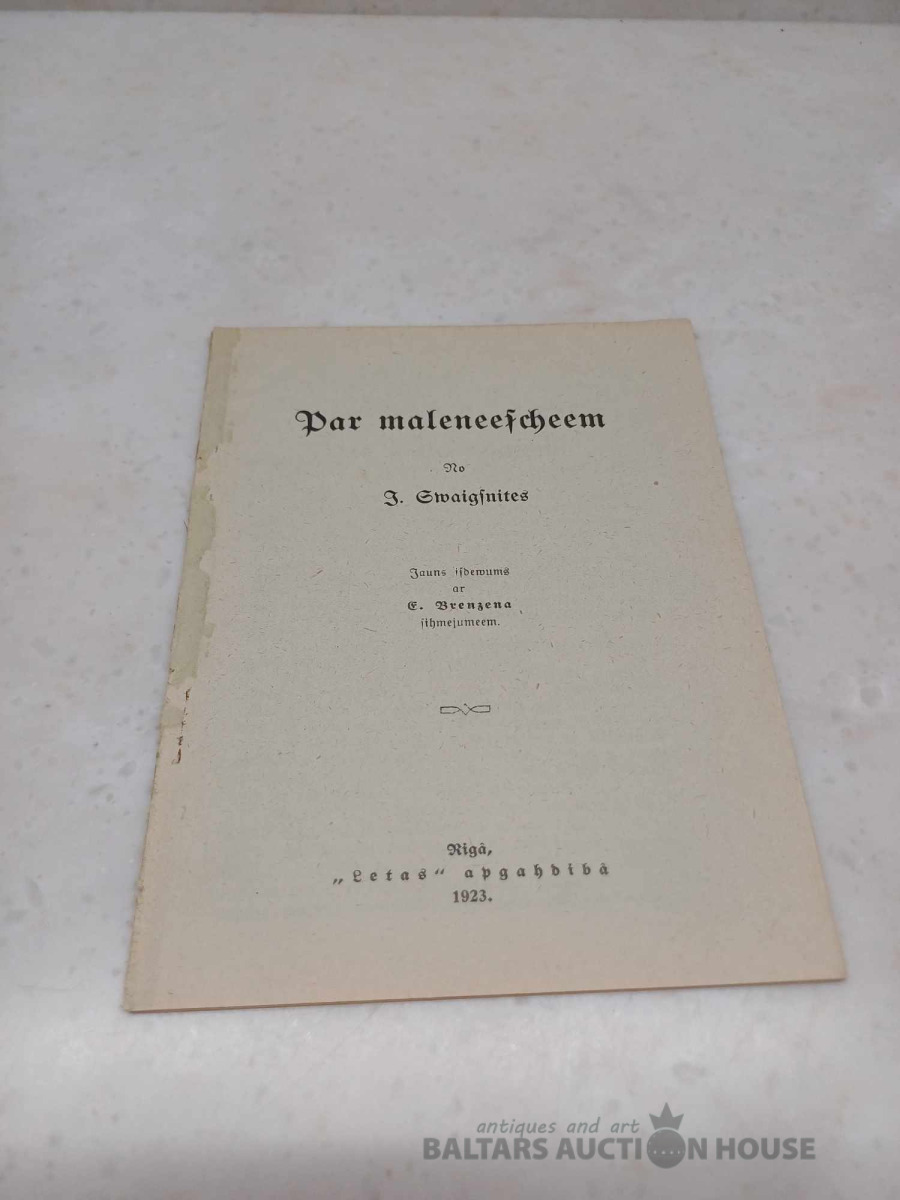 Par maleneeſcheem
No
J. Swaigſnites
Jauns iſdewums
ar
E. Brenzena
ſihmejumeem.
Rigâ,
„Letas“ apgahdibâ
1923.
antiques and art
BALTARS AUCTION HOUSE